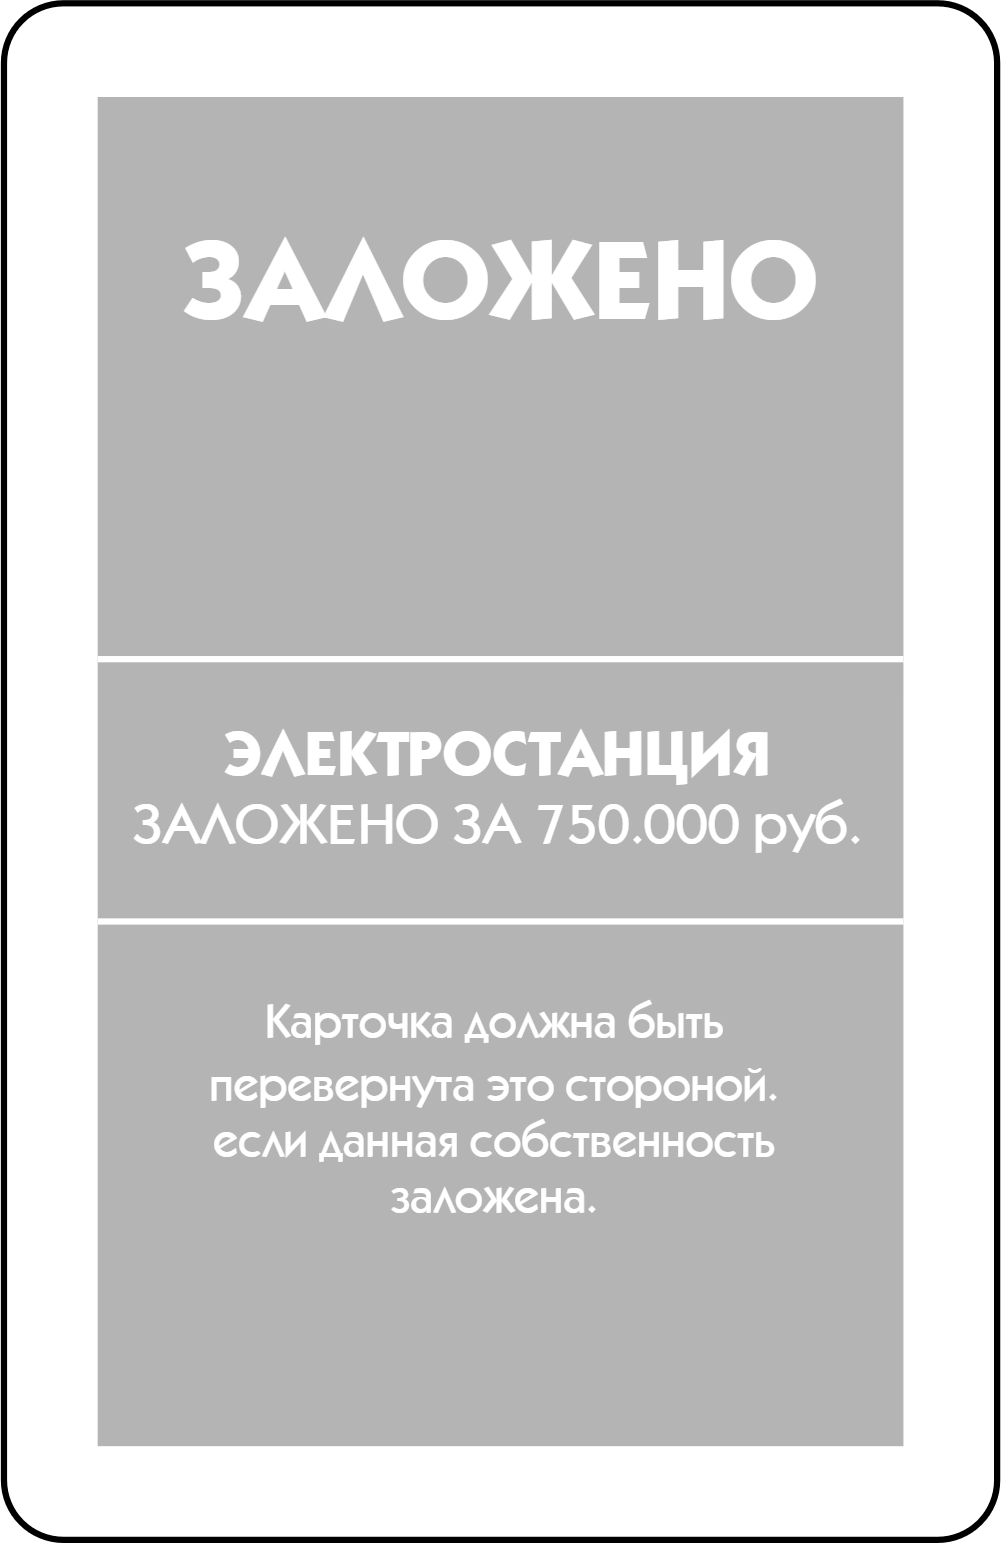 ЗАЛОЖЕНО
ЭЛЕКТРОСТАНЦИЯ
ЗАЛОЖЕНО ЗА 750.000 руб.
Карточка должна быть
перевернута это стороной.
если данная собственность
заложена.